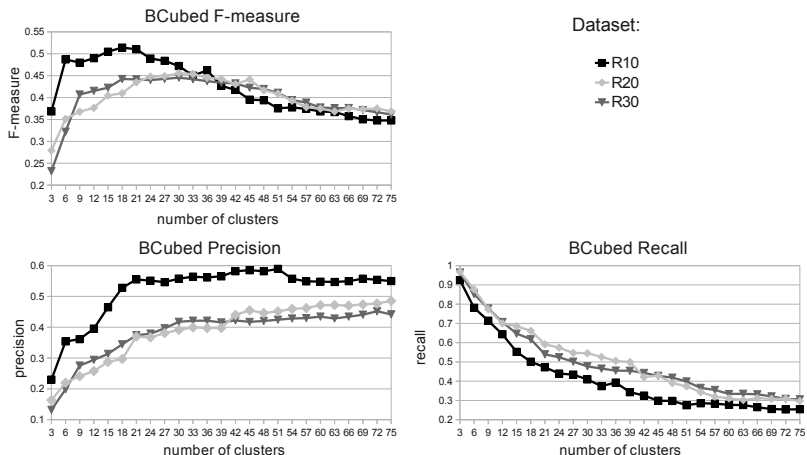 BCubed F-measure
0.55
0.5
0.45
0.4
0.35
0.3
0.25
0.2
F-measure
3 6 9 12 15 18 21 24 27 30 33 36 39 42 45 48 51 54 57 60 63 66 69 72 75
number of clusters
Dataset:
R10
R20
R30
BCubed Precision
0.6
0.5
0.4
0.3
0.2
0.1
precision
3 6 9 12 15 18 21 24 27 30 33 36 39 42 45 48 51 54 57 60 63 66 69 72 75
number of clusters
BCubed Recall
1
0.9
0.8
0.7
0.6
0.5
0.4
0.3
0.2
recall
3 6 9 12 15 18 21 24 27 30 33 36 39 42 45 48 51 54 57 60 63 66 69 72 75
number of clusters